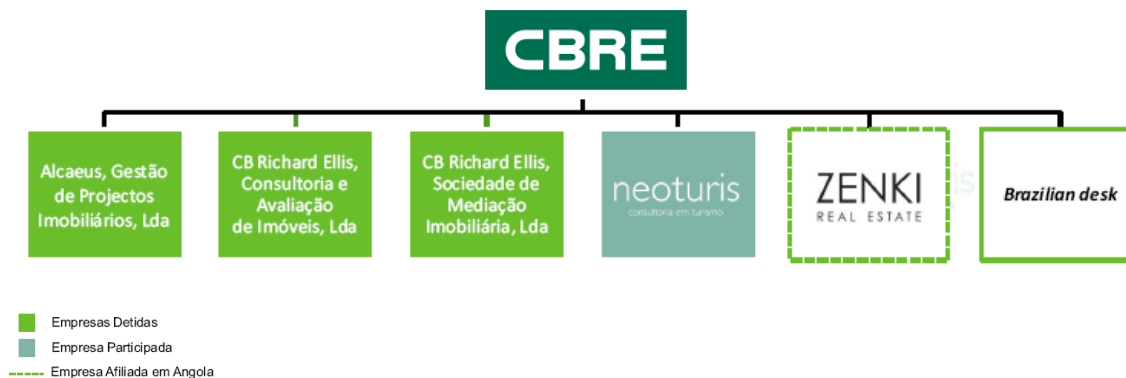 CBRE
Alcaeus, Gestão
de Projectos
Imobiliários, Lda
CB Richard Ellis,
Consultoria e
Avaliação
de Imóveis, Lda
CB Richard Ellis,
Sociedade de
Mediação
Imobiliária, Lda
neoturis
consultoria em turismo
ZENKI
REAL ESTATE
Brazilian desk
Empresas Detidas
Empresa Participada
Empresa Afiliada em Angola